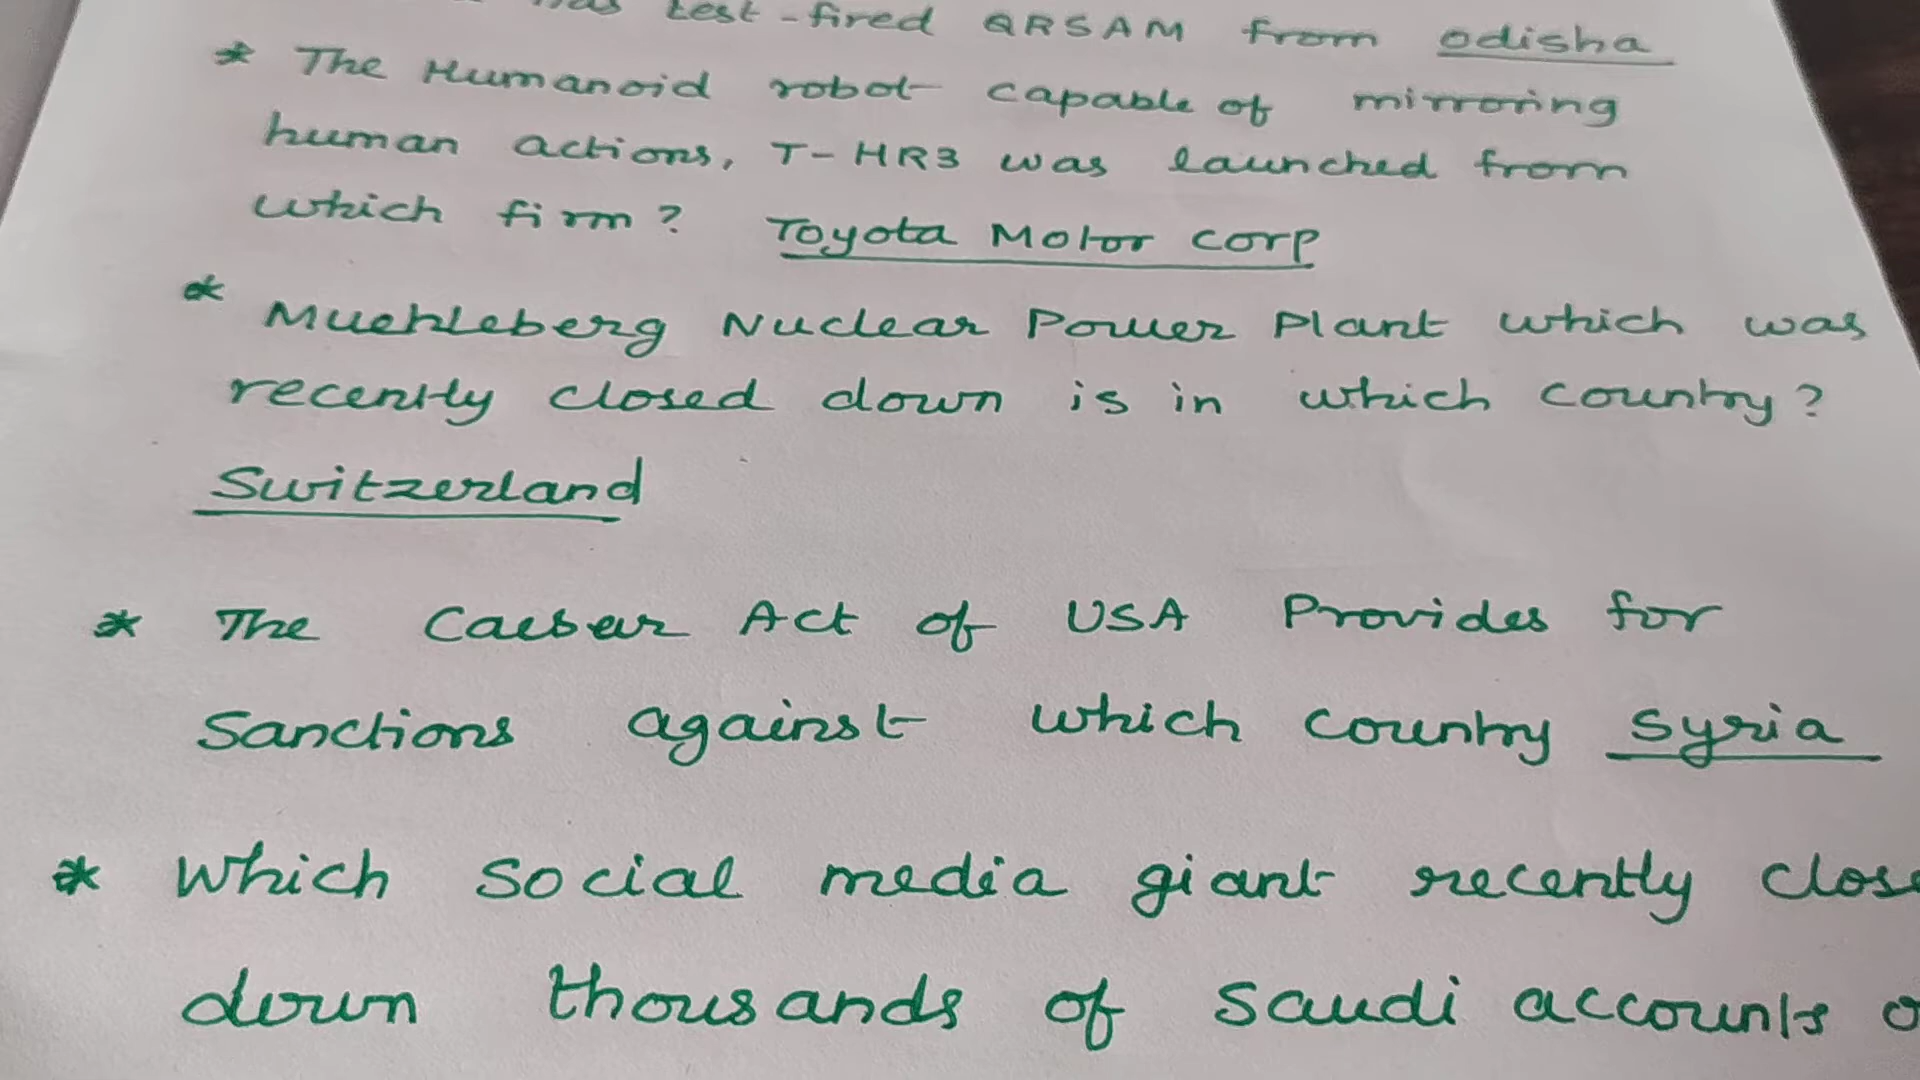 has test-fired QRSAM from odisha
* The Humanoid robot capable of mirroring
human actions, T-HR3 was launched from
which firm? Toyota Motor corp
* Muehleberg Nuclear Power Plant which was
recently closed down is in which country?
Switzerland
* The Caesar Act of USA Provides for
Sanctions against which country Syria
* Which social media giant recently close
down thousands of Saudi accounts